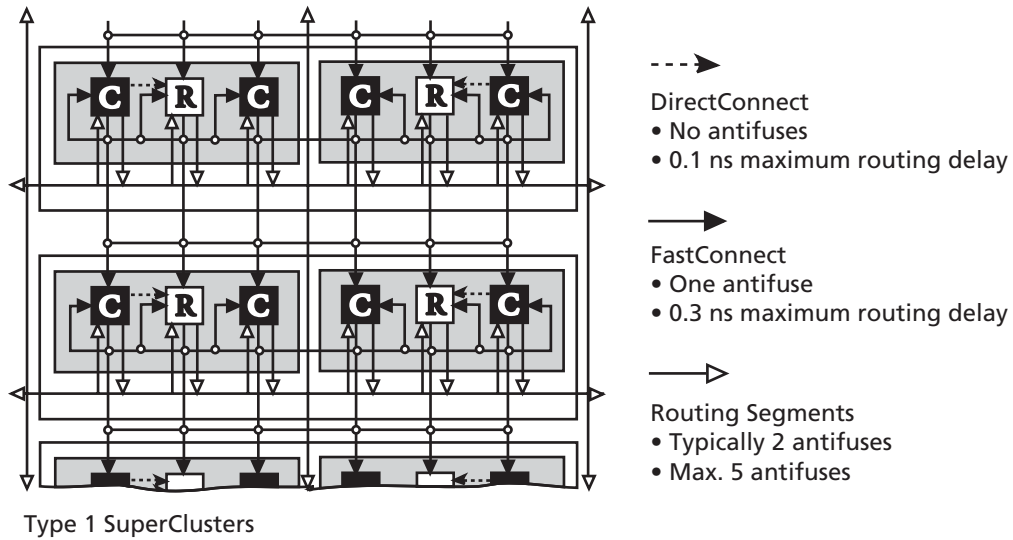 C R C C R C
C R C C R C
DirectConnect
• No antifuses
• 0.1 ns maximum routing delay
FastConnect
• One antifuse
• 0.3 ns maximum routing delay
Routing Segments
• Typically 2 antifuses
• Max. 5 antifuses
Type 1 SuperClusters